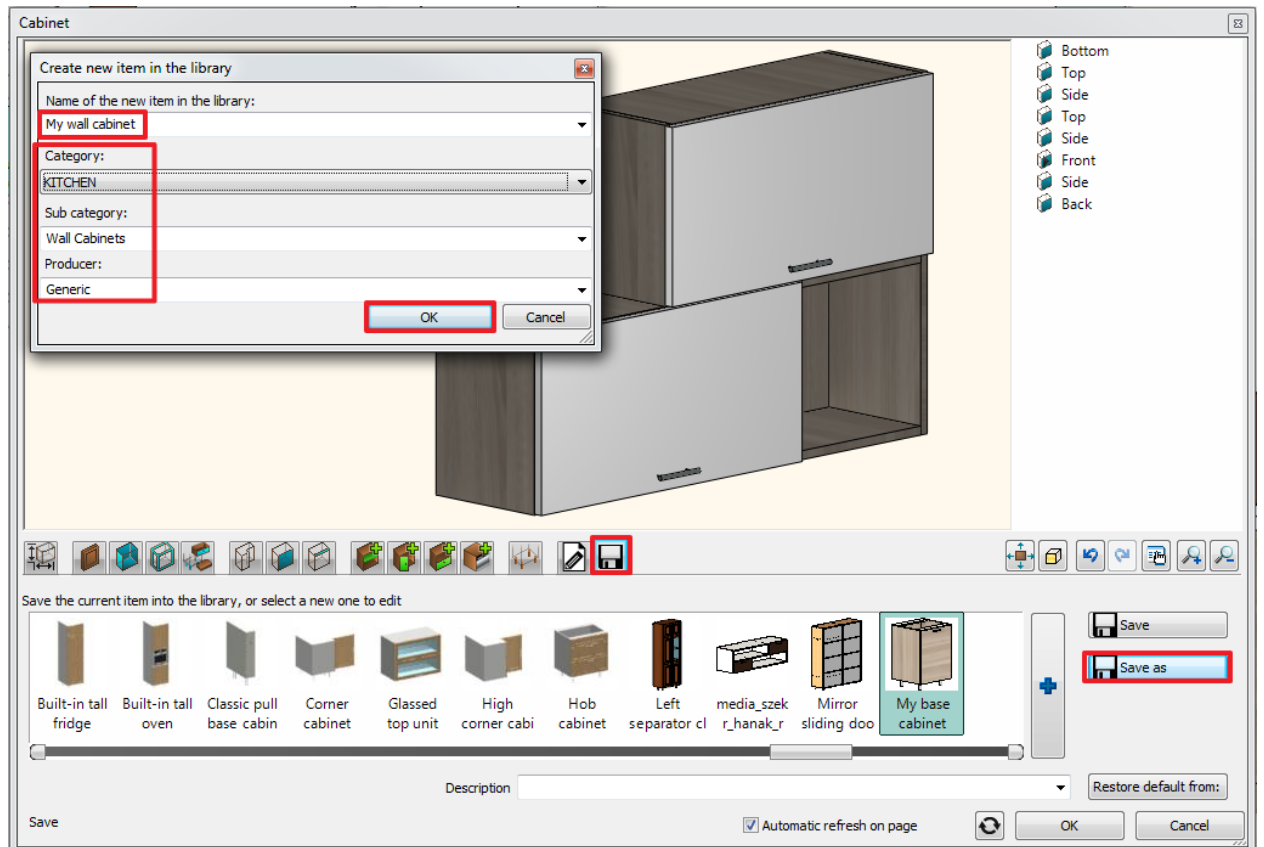 Cabinet
Create new item in the library
Name of the new item in the library:
My wall cabinet
Category:
KITCHEN
Sub category:
Wall Cabinets
Producer:
Generic
OK
Cancel
Bottom
Top
Side
Top
Side
Front
Side
Back
Save the current item into the library, or select a new one to edit
Built-in tall
fridge
Built-in tall
oven
Classic pull
base cabin
Corner
cabinet
Glassed
top unit
High
corner cabi
Hob
cabinet
Left
separator cl
media_szek
r_hanak_r
Mirror
sliding doo
My base
cabinet
Save
Save as
Description
Restore default from:
Save
Automatic refresh on page
OK
Cancel